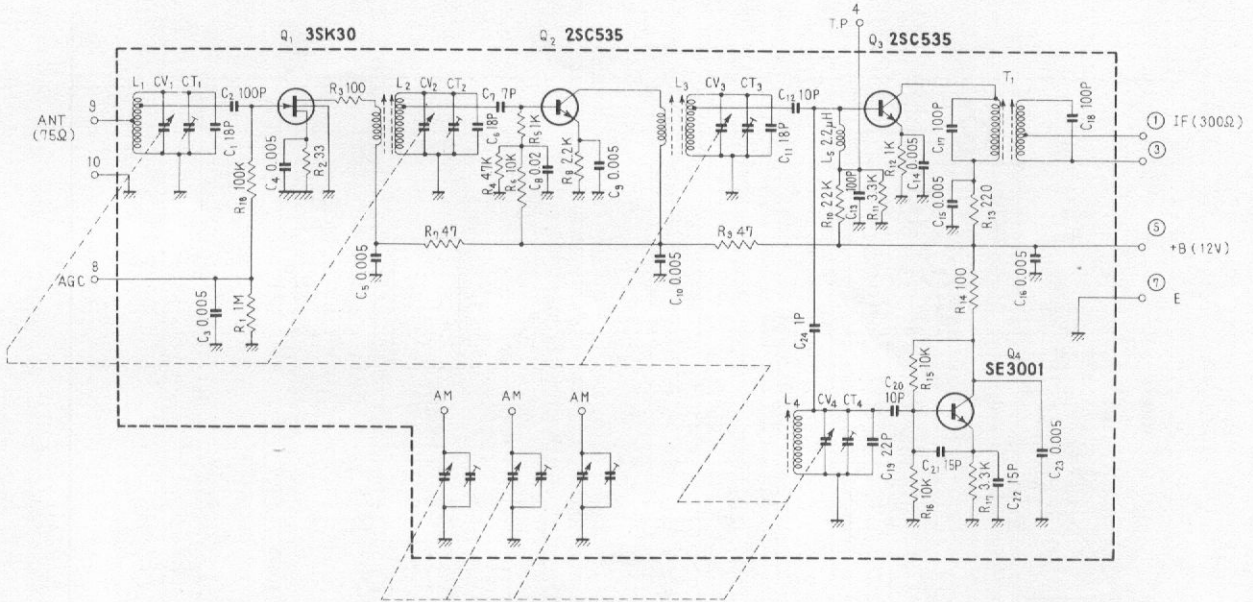 4
T.P
Q1 3SK30
Q2 2SC535
Q3 2SC535
L1 CV1 CT1
C2 100P
R3 100
L2 CV2 CT2
C7 7P
L3 CV3 CT3
C12 10P
T1
C18 100P
9
ANT
(75Ω)
10
C1 18P
C4 0.005
R2 33
C6 8P
R5 1K
R4 47K
R6 10K
C8 0.02
R8 2.2K
C9 0.005
C11 18P
L5 2.2μH
R10 2.2K
C13 100P
R11 3.3K
R12 1K
C14 0.005
C17 100P
C15 0.005
R13 220
1 IF (300Ω)
3
R18 100K
R7 47
R9 47
5
+B (12V)
8
AGC
C3 0.005
R1 1M
C5 0.005
C10 0.005
C16 0.005
R14 100
7 E
C24 1P
Q4
SE3001
AM
AM
AM
L4 CV4 CT4
C20
10P
R15 10K
C19 22P
C21 15P
R16 10K
R17 3.3K
C22 15P
C23 0.005